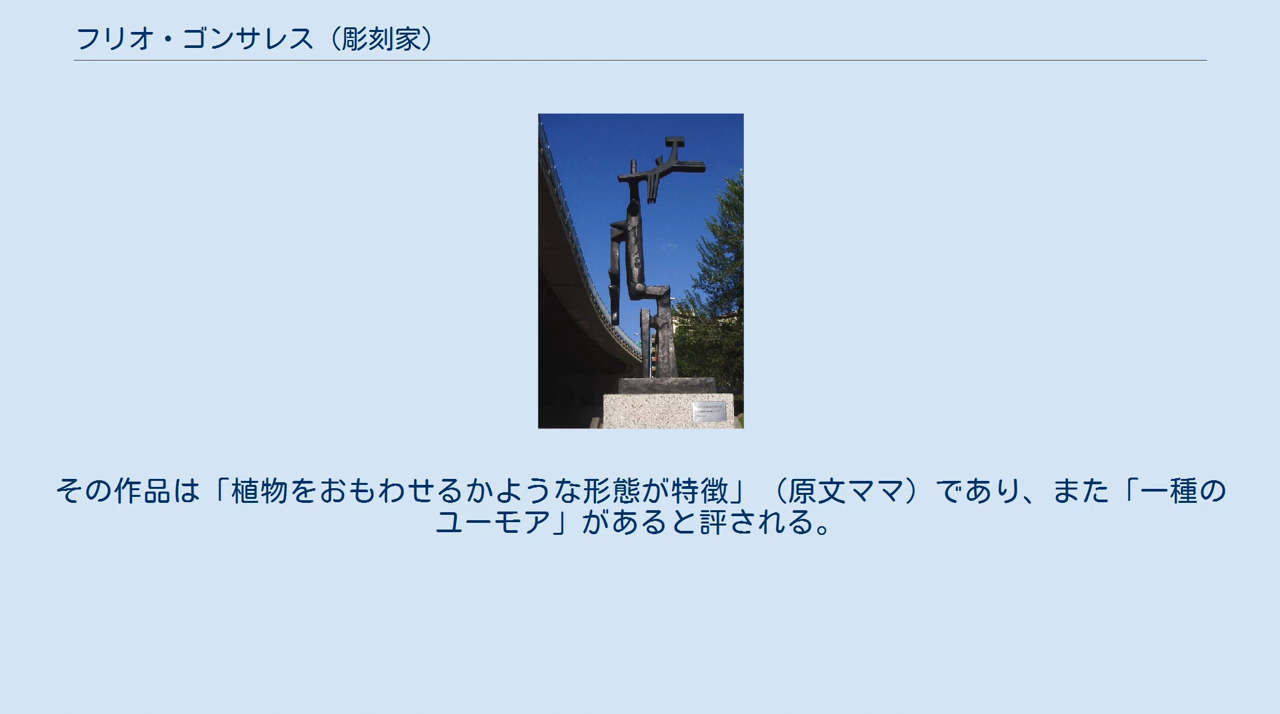 フリオ・ゴンサレス（彫刻家）
その作品は「植物をおもわせるかような形態が特徴」（原文ママ）であり、また「一種の
ユーモア」があると評される。